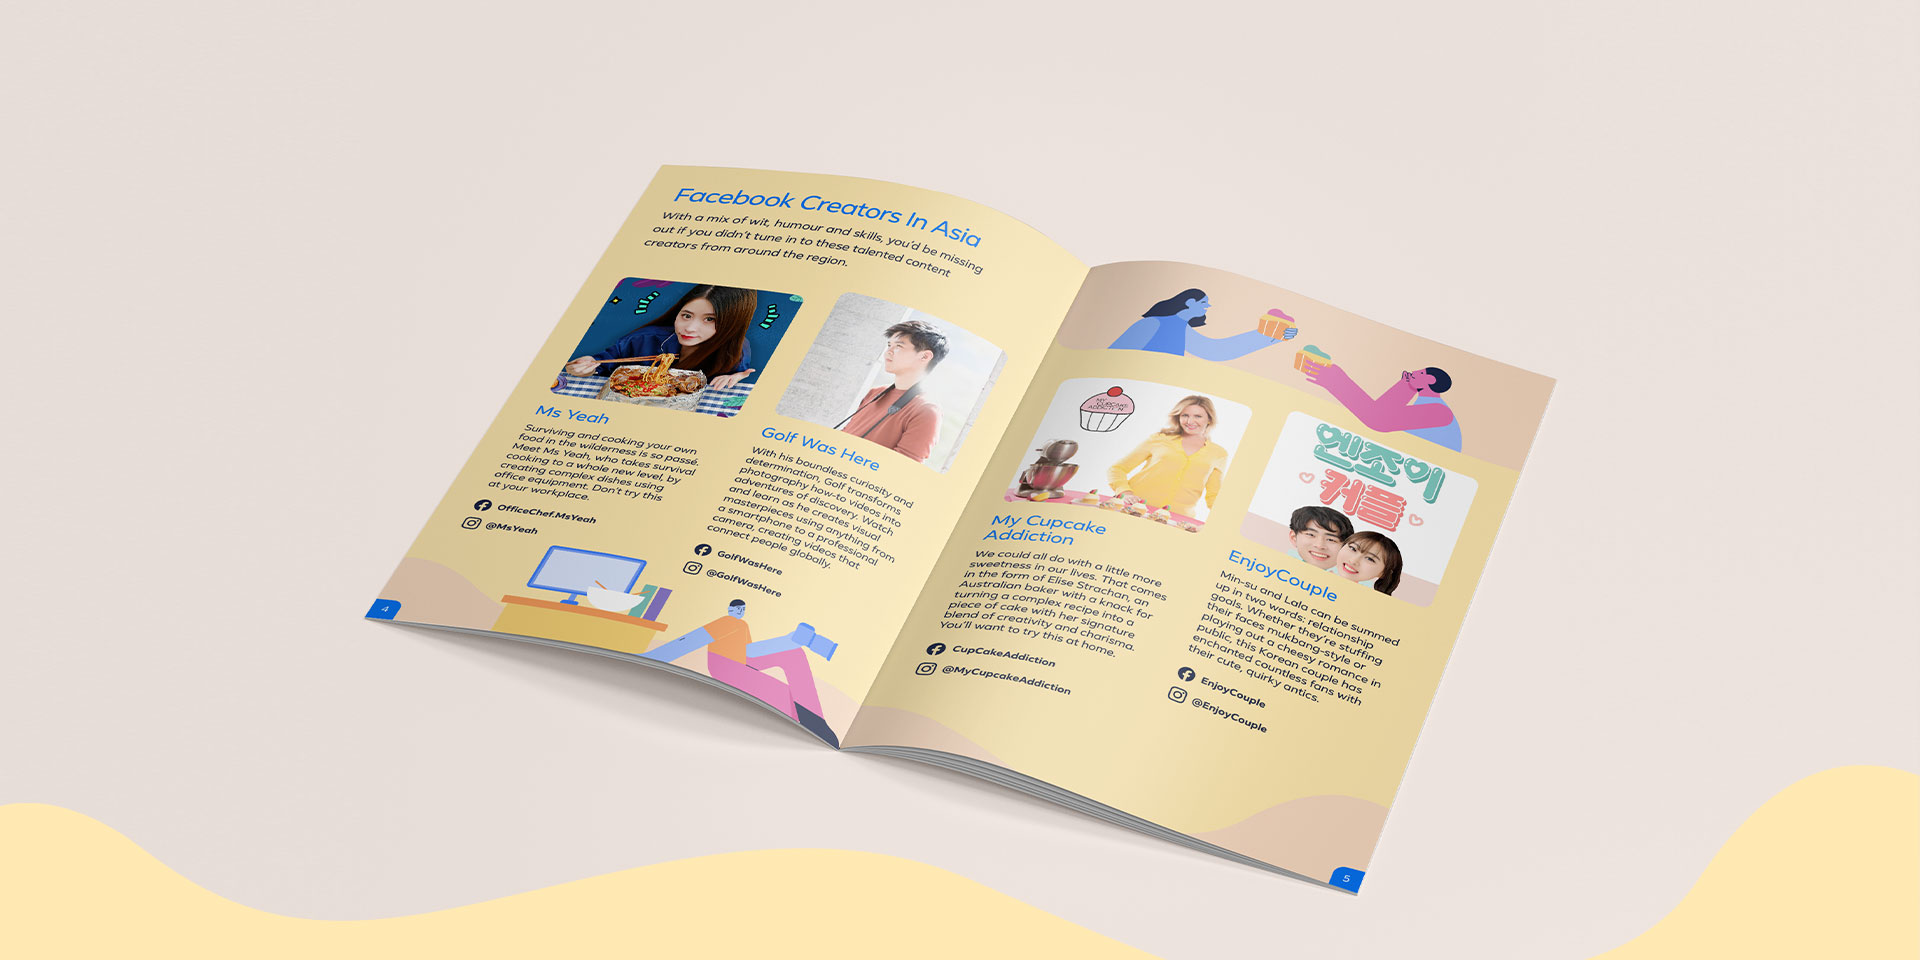 Facebook Creators In Asia
With a mix of wit, humour and skills, you'd be missing
out if you didn't tune in to these talented content
creators from around the region.
Ms Yeah
Surviving and cooking your own
food in the wilderness is so passé.
Meet Ms Yeah, who takes survival
cooking to a whole new level, by
creating complex dishes using
office equipment. Don't try this
at your workplace.
OfficeChef.MsYeah
@MsYeah
Golf Was Here
With his boundless curiosity and
determination, Golf transforms
photography how-to videos into
adventures of discovery. Watch
and learn as he creates visual
masterpieces using anything from
a smartphone to a professional
camera, creating videos that
connect people globally.
GolfWasHere
@GolfWasHere
4
MY
CUPCAKE
ADDICTION
My Cupcake
Addiction
We could all do with a little more
sweetness in our lives. That comes
in the form of Elise Strachan, an
Australian baker with a knack for
turning a complex recipe into a
piece of cake with her signature
blend of creativity and charisma.
You'll want to try this at home.
CupCakeAddiction
@MyCupcakeAddiction
엔조이
커플
EnjoyCouple
Min-su and Lala can be summed
up in two words: relationship
goals. Whether they're stuffing
their faces mukbang-style or
playing out a cheesy romance in
public, this Korean couple has
enchanted countless fans with
their cute, quirky antics.
EnjoyCouple
@EnjoyCouple
5